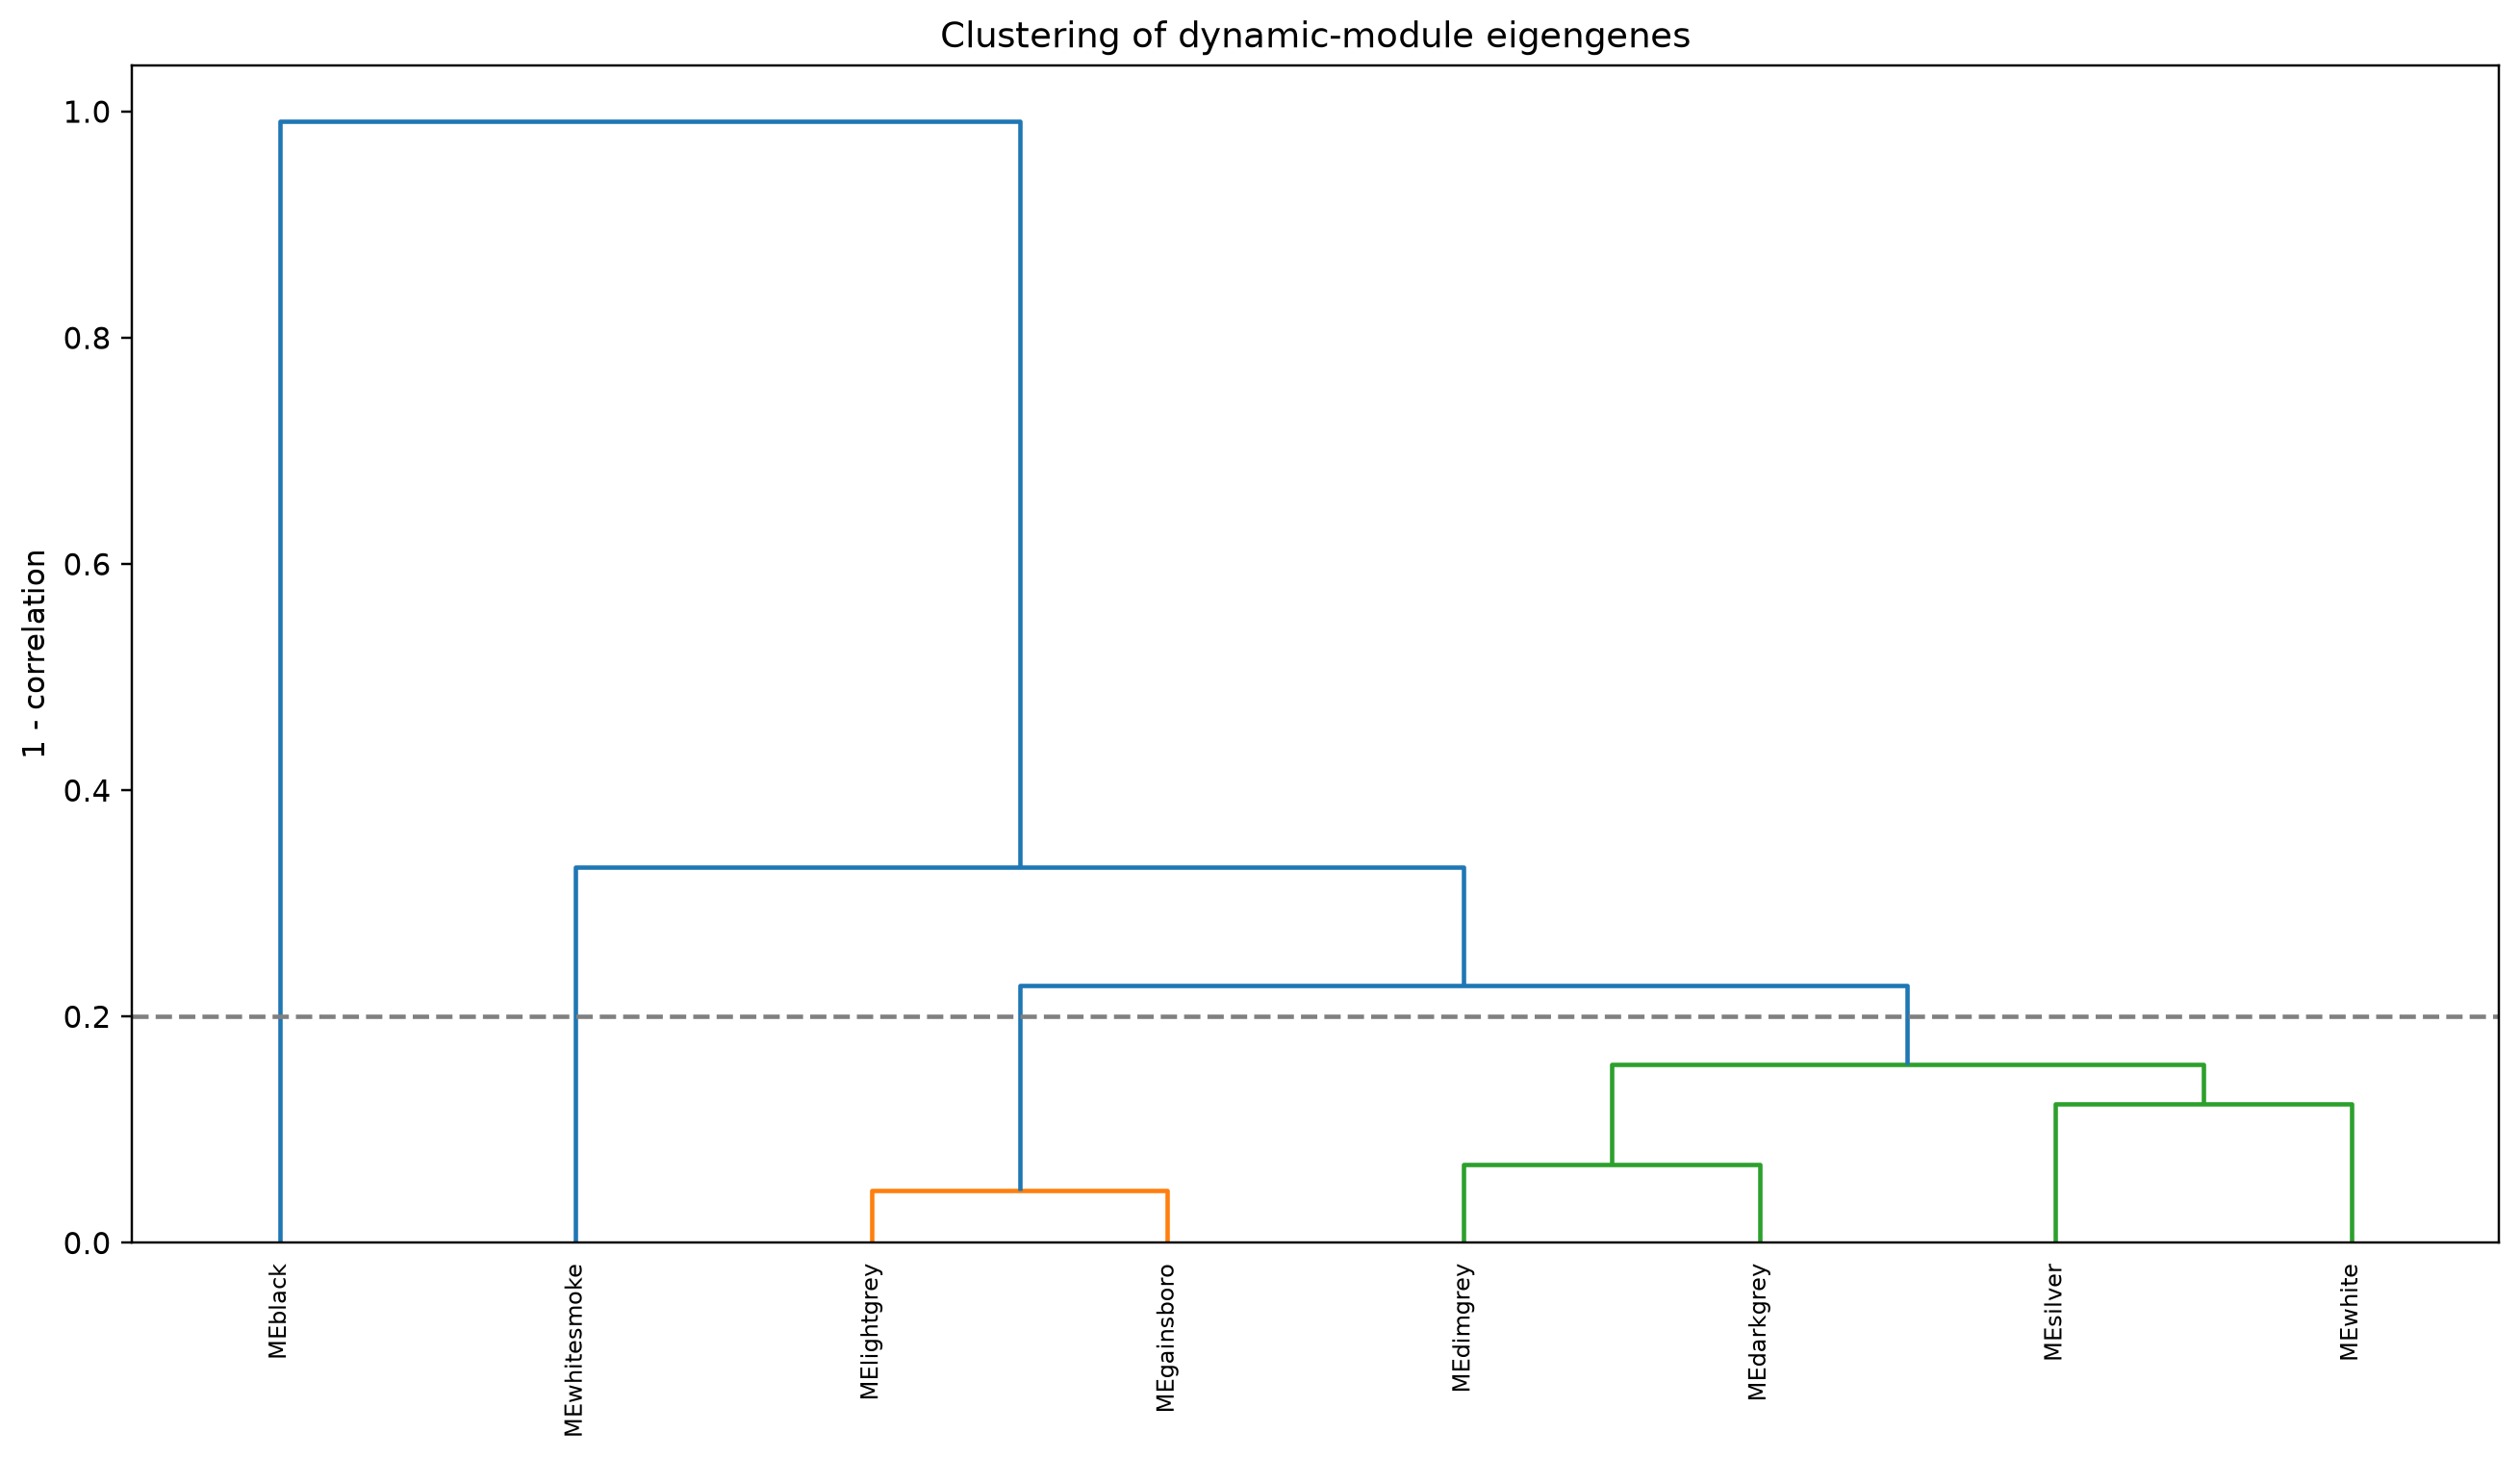 Clustering of dynamic-module eigengenes
1 - correlation
1.0
0.8
0.6
0.4
0.2
0.0
MEblack
MEwhitesmoke
MElightgrey
MEgainsboro
MEdimgrey
MEdarkgrey
MEsilver
MEwhite